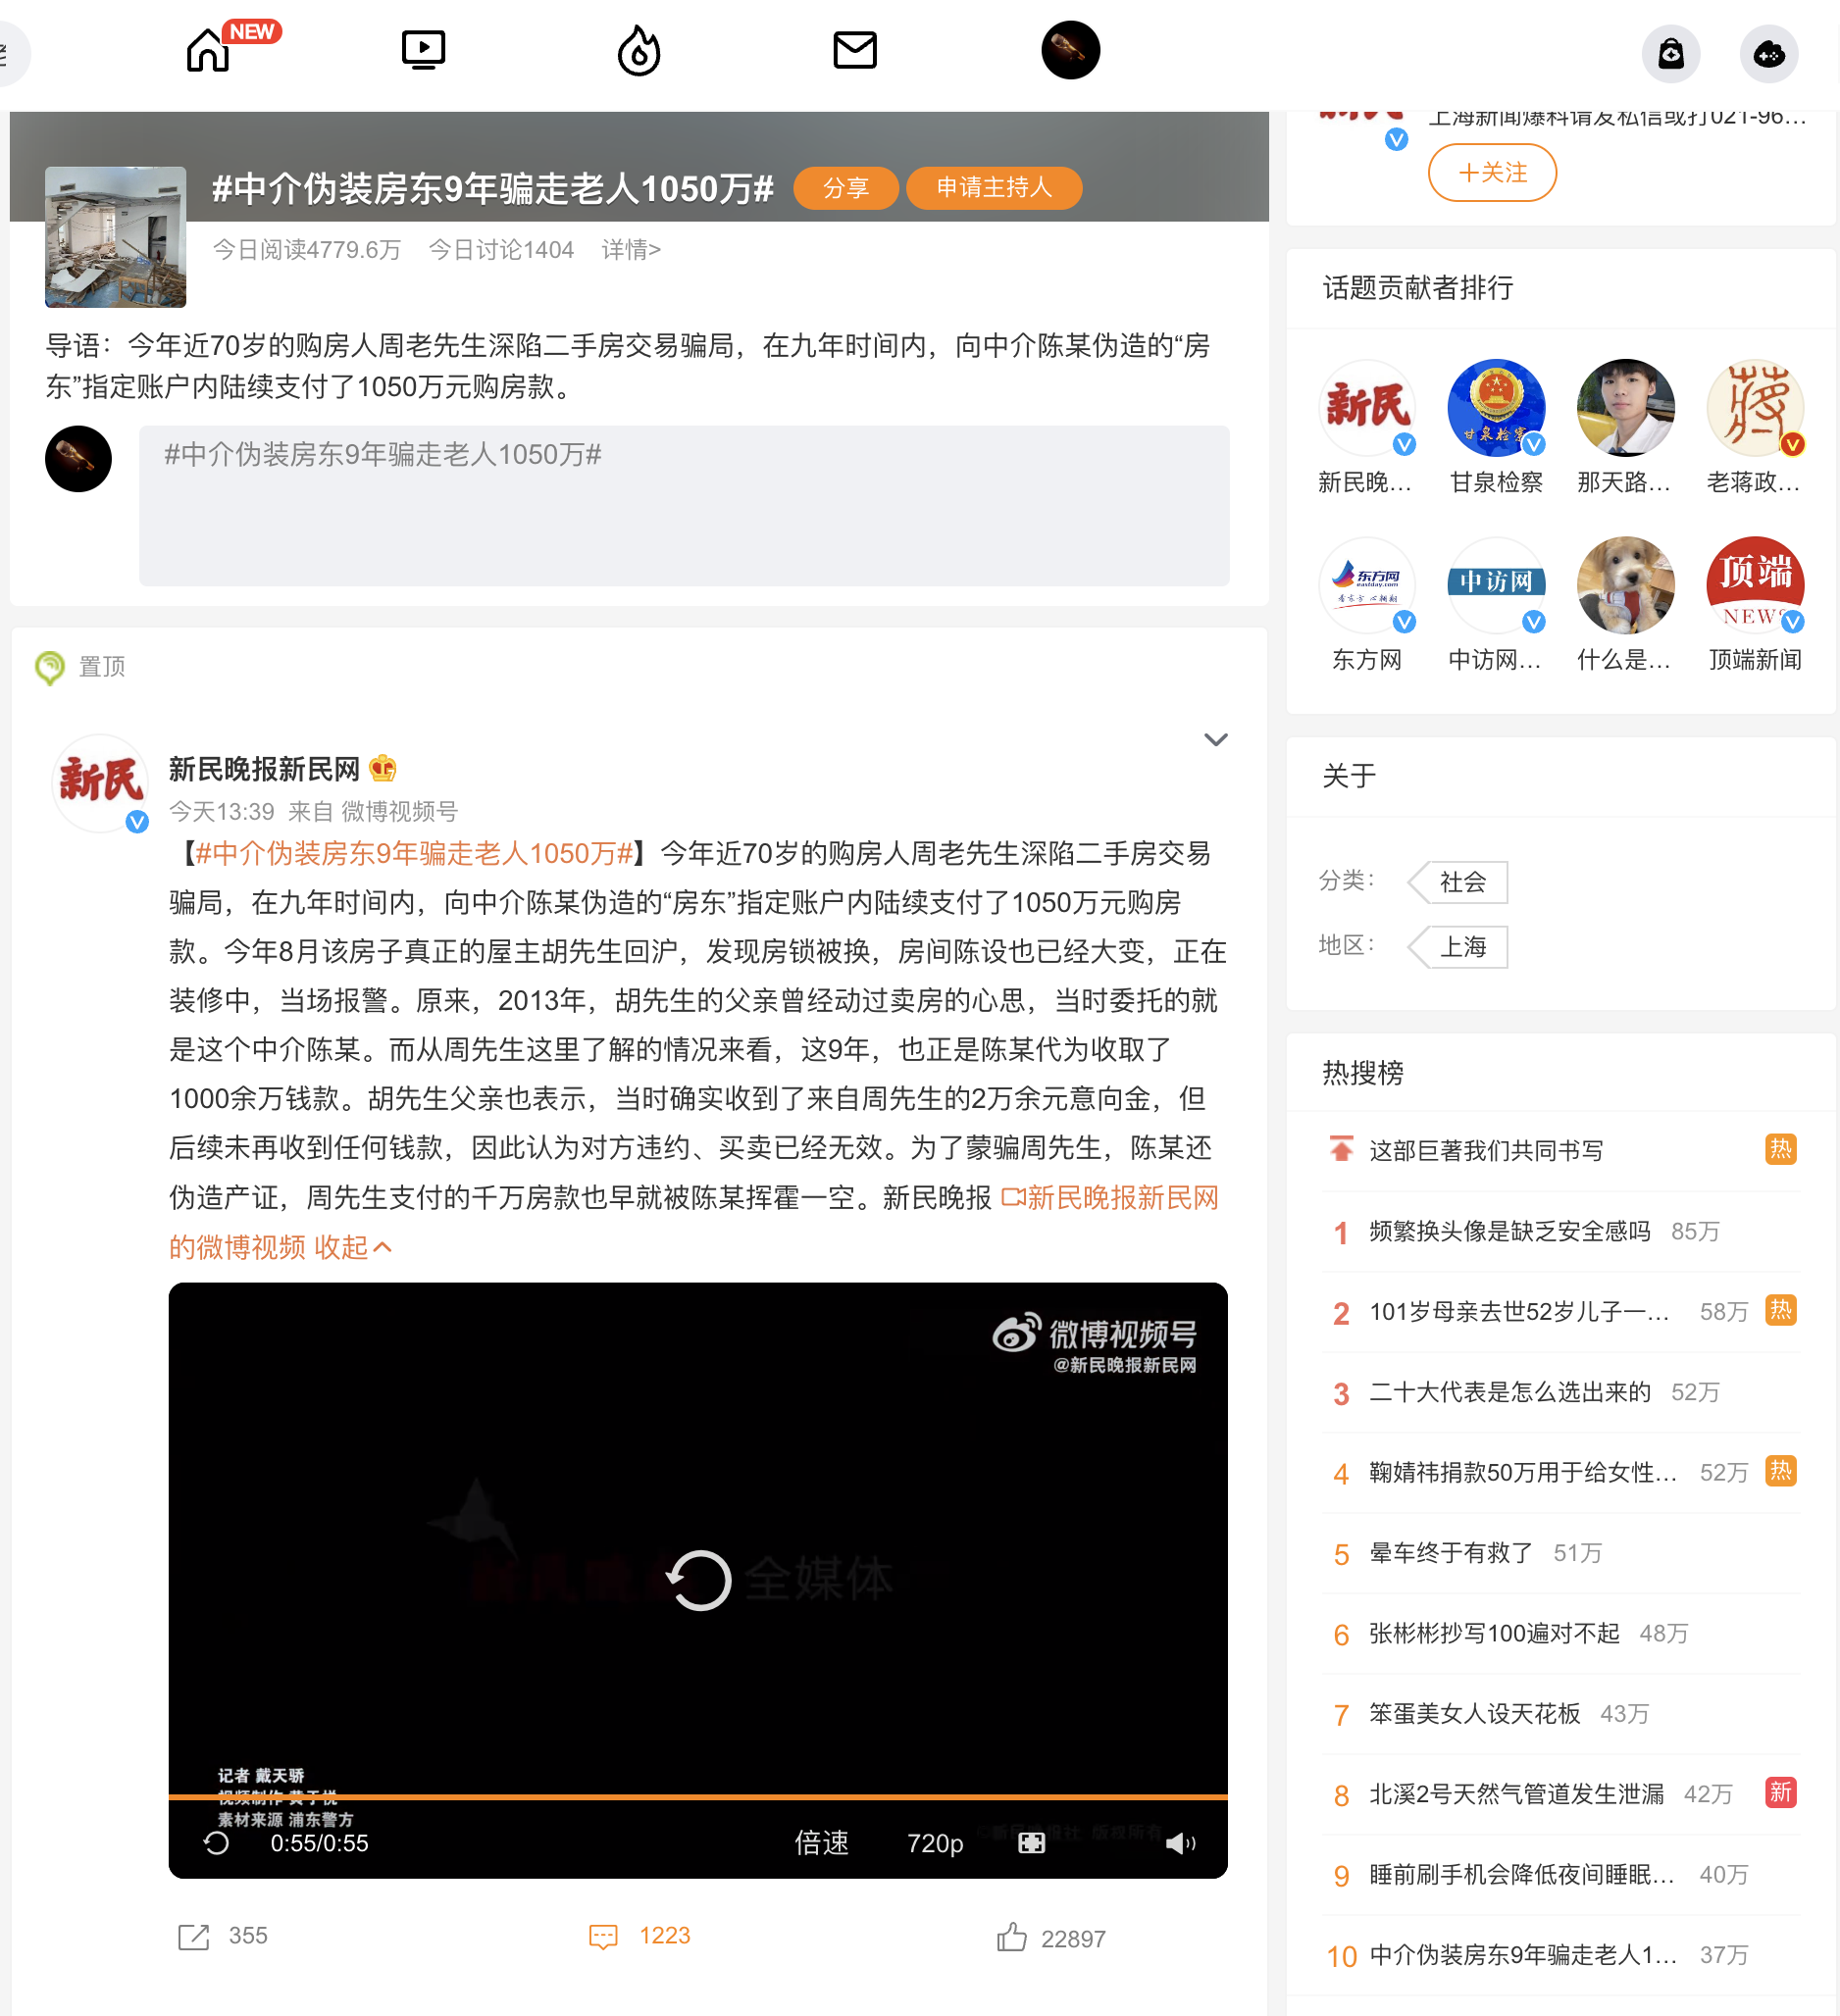 NEW
#中介伪装房东9年骗走老人1050万#
分享
申请主持人
今日阅读4779.6万 今日讨论1404 详情>
导语：今年近70岁的购房人周老先生深陷二手房交易骗局，在九年时间内，向中介陈某伪造的“房
东”指定账户内陆续支付了1050万元购房款。
#中介伪装房东9年骗走老人1050万#
置顶
新民
新民晚报新民网
今天13:39 来自 微博视频号
【#中介伪装房东9年骗走老人1050万#】今年近70岁的购房人周老先生深陷二手房交易
骗局，在九年时间内，向中介陈某伪造的“房东”指定账户内陆续支付了1050万元购房
款。今年8月该房子真正的屋主胡先生回沪，发现房锁被换，房间陈设也已经大变，正在
装修中，当场报警。原来，2013年，胡先生的父亲曾经动过卖房的心思，当时委托的就
是这个中介陈某。而从周先生这里了解的情况来看，这9年，也正是陈某代为收取了
1000余万钱款。胡先生父亲也表示，当时确实收到了来自周先生的2万余元意向金，但
后续未再收到任何钱款，因此认为对方违约、买卖已经无效。为了蒙骗周先生，陈某还
伪造产证，周先生支付的千万房款也早就被陈某挥霍一空。新民晚报 新民晚报新民网
的微博视频 收起
微博视频号
@新民晚报新民网
全媒体
记者 戴天骄
视频制作 黄于悦
素材来源 浦东警方
0:55/0:55
倍速
720p
355
1223
22897
上海新闻爆料请发私信或打021-96...
+关注
话题贡献者排行
新民
甘泉检察
蒋
新民晚...
甘泉检察
那天路...
老蒋政...
东方网
eastday.com
中访网
顶端
NEWS
东方网
中访网...
什么是...
顶端新闻
关于
分类： 社会
地区： 上海
热搜榜
这部巨著我们共同书写 热
1 频繁换头像是缺乏安全感吗 85万
2 101岁母亲去世52岁儿子一... 58万 热
3 二十大代表是怎么选出来的 52万
4 鞠婧祎捐款50万用于给女性... 52万 热
5 晕车终于有救了 51万
6 张彬彬抄写100遍对不起 48万
7 笨蛋美女人设天花板 43万
8 北溪2号天然气管道发生泄漏 42万 新
9 睡前刷手机会降低夜间睡眠... 40万
10 中介伪装房东9年骗走老人1... 37万